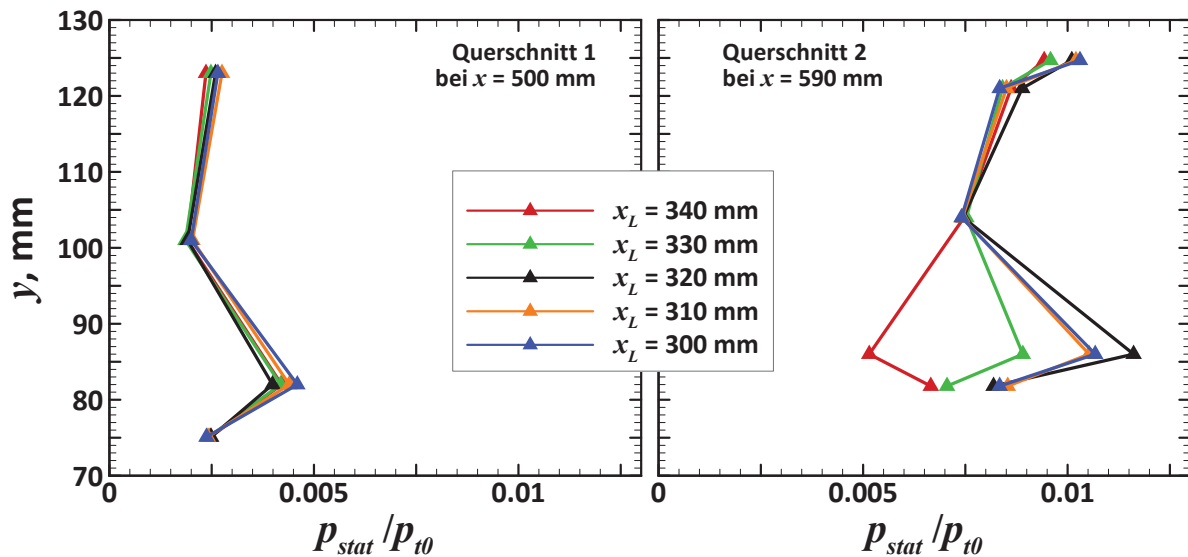 130
120
110
100
90
80
70
y, mm
Querschnitt 1
bei x = 500 mm
Querschnitt 2
bei x = 590 mm
x_L = 340 mm
x_L = 330 mm
x_L = 320 mm
x_L = 310 mm
x_L = 300 mm
0 0.005 0.01
0 0.005 0.01
p_stat/p_t0
p_stat/p_t0